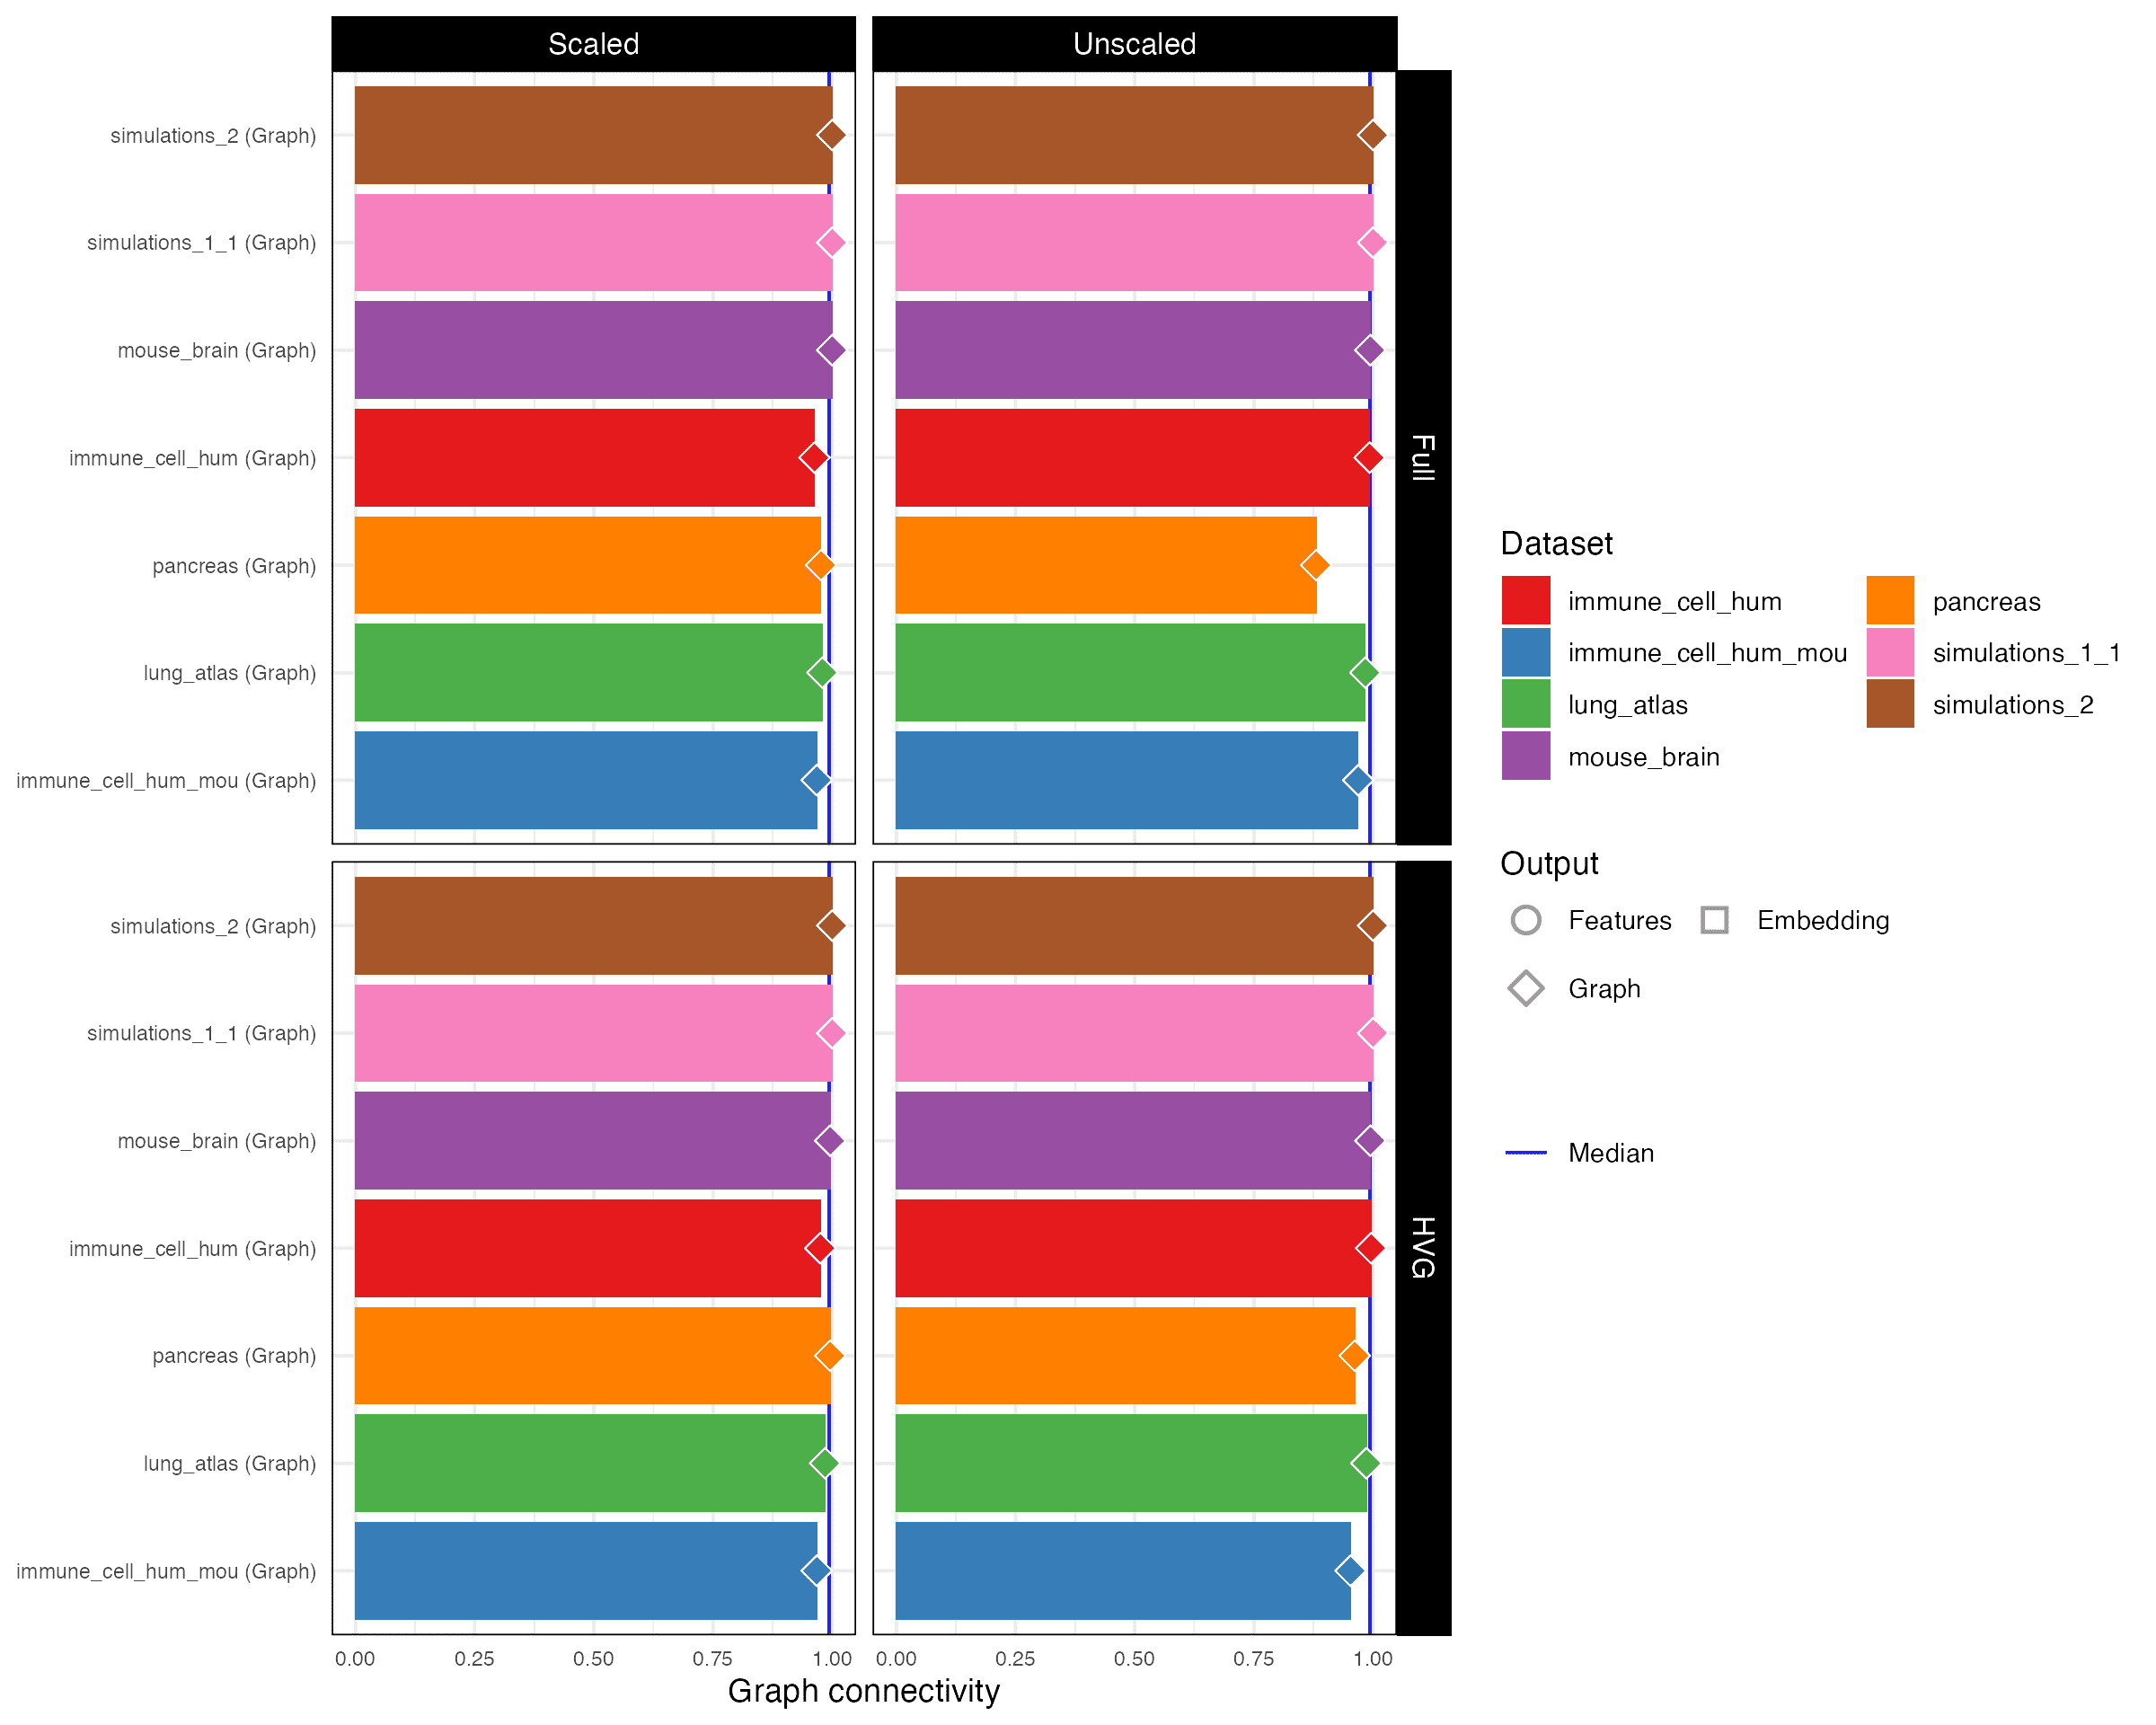 Scaled
Unscaled
simulations_2 (Graph)
simulations_1_1 (Graph)
mouse_brain (Graph)
immune_cell_hum (Graph)
pancreas (Graph)
lung_atlas (Graph)
immune_cell_hum_mou (Graph)
Full
simulations_2 (Graph)
simulations_1_1 (Graph)
mouse_brain (Graph)
immune_cell_hum (Graph)
pancreas (Graph)
lung_atlas (Graph)
immune_cell_hum_mou (Graph)
HVG
0.00 0.25 0.50 0.75 1.00
0.00 0.25 0.50 0.75 1.00
Graph connectivity
Dataset
immune_cell_hum
immune_cell_hum_mou
lung_atlas
mouse_brain
pancreas
simulations_1_1
simulations_2
Output
Features
Embedding
Graph
Median